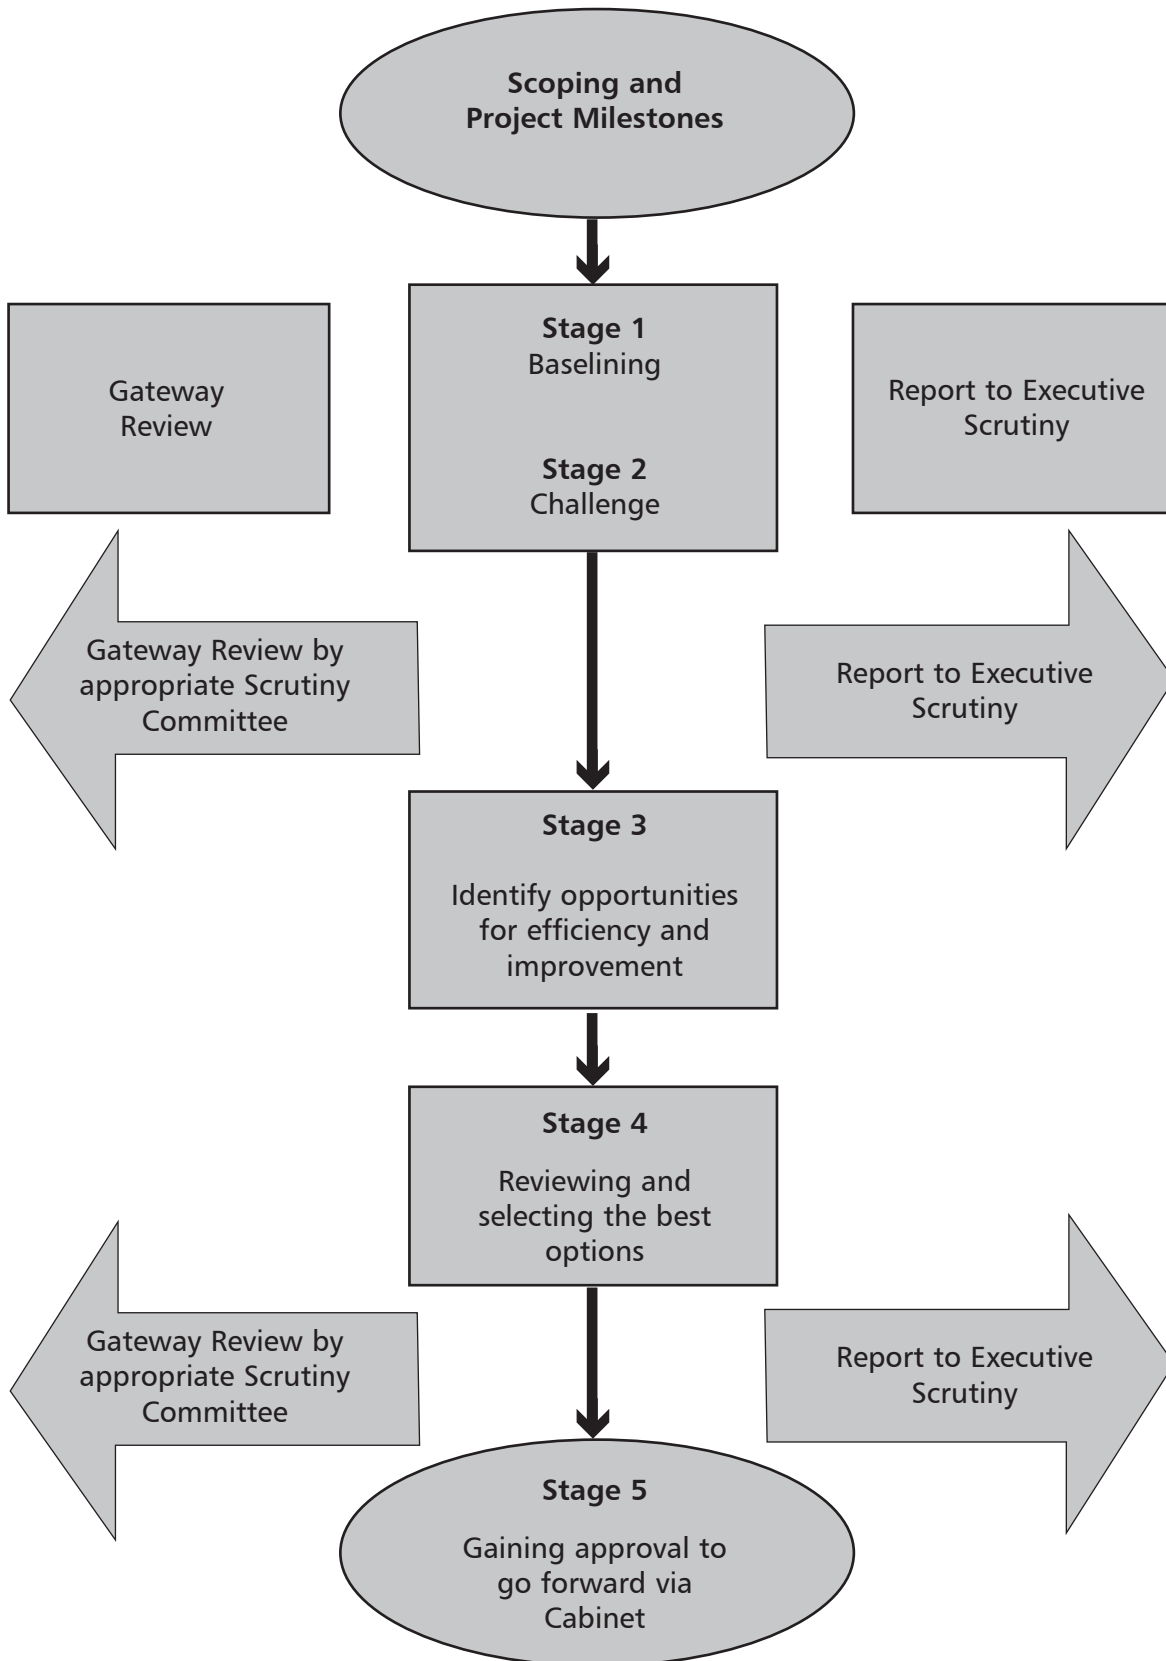 Scoping and
Project Milestones
Stage 1
Baselining
Stage 2
Challenge
Gateway
Review
Report to Executive
Scrutiny
Gateway Review by
appropriate Scrutiny
Committee
Report to Executive
Scrutiny
Stage 3
Identify opportunities
for efficiency and
improvement
Stage 4
Reviewing and
selecting the best
options
Gateway Review by
appropriate Scrutiny
Committee
Report to Executive
Scrutiny
Stage 5
Gaining approval to
go forward via
Cabinet